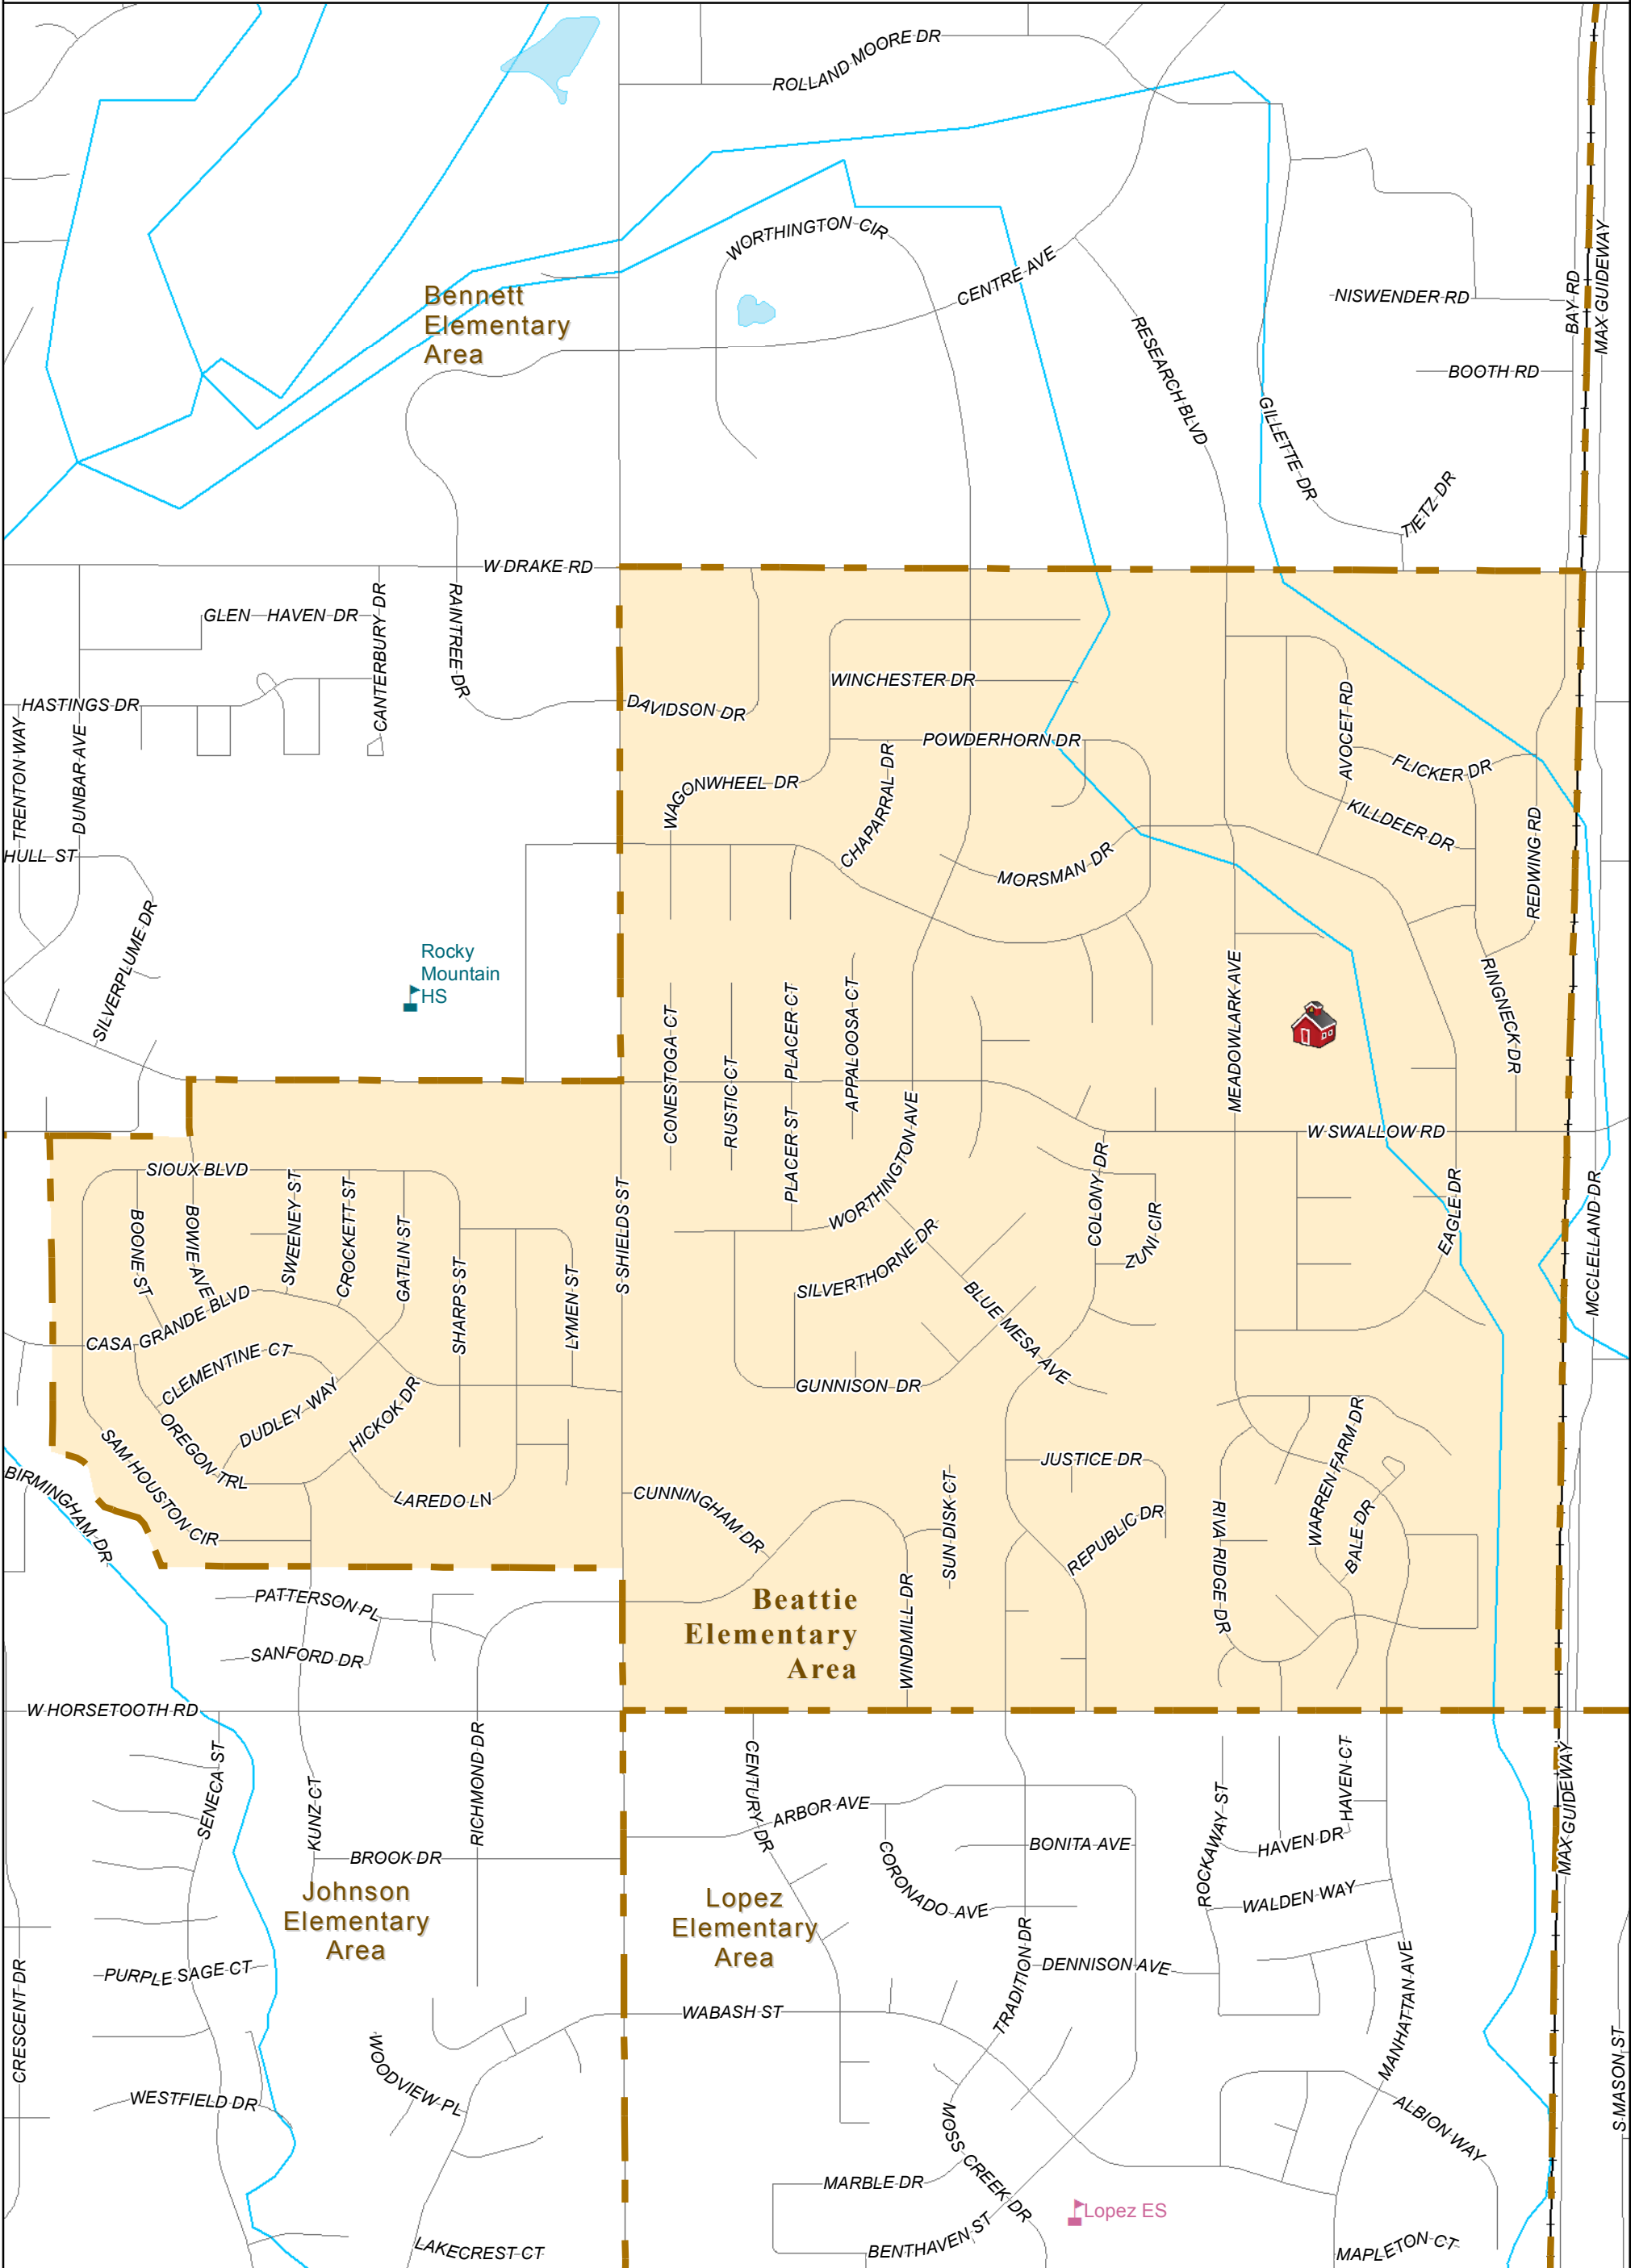 ROLLAND MOORE DR
WORTHINGTON CIR
CENTRE AVE
Bennett
Elementary
Area
NISWENDER RD
BAY RD
MAX GUIDEWAY
RESEARCH BLVD
BOOTH RD
GILLETTE DR
TIETZ DR
W DRAKE RD
GLEN HAVEN DR
CANTERBURY DR
RAINTREE DR
HASTINGS DR
DAVIDSON DR
WINCHESTER DR
AVOCET RD
TRENTON WAY
DUNBAR AVE
POWDERHORN DR
FLICKER DR
WAGONWHEEL DR
CHAPARRAL DR
KILLDEER DR
HULL ST
MORSMAN DR
REDWING RD
SILVERPLUME DR
Rocky
Mountain
HS
CONESTOGA CT
RUSTIC CT
PLACER CT
APPALOOSA CT
MEADOWLARK AVE
RINGNECK DR
PLACER ST
WORTHINGTON AVE
W SWALLOW RD
SIOUX BLVD
BOONE ST
BOWIE AVE
SWEENEY ST
CROCKETT ST
GATLIN ST
SHARPS ST
LYMEN ST
S SHIELDS ST
SILVERTHORNE DR
COLONY DR
ZUNI CIR
EAGLE DR
MCCLELLAND DR
CASA GRANDE BLVD
BLUE MESA AVE
CLEMENTINE CT
GUNNISON DR
DUDLEY WAY
HICKOK DR
OREGON TRL
SAM HOUSTON CIR
LAREDO LN
BIRMINGHAM DR
CUNNINGHAM DR
SUN DISK CT
JUSTICE DR
REPUBLIC DR
RIVA RIDGE DR
WARREN FARM DR
BALE DR
WINDMILL DR
Beattie
Elementary
Area
PATTERSON PL
SANFORD DR
W HORSETOOTH RD
SENECA ST
KUNZ CT
RICHMOND DR
CENTURY DR
ARBOR AVE
BONITA AVE
ROCKAWAY ST
HAVEN CT
HAVEN DR
MAX GUIDEWAY
BROOK DR
CORONADO AVE
WALDEN WAY
Johnson
Elementary
Area
Lopez
Elementary
Area
TRADITION DR
DENNISON AVE
MANHATTAN AVE
PURPLE SAGE CT
CRESCENT DR
WABASH ST
S MASON ST
WOODVIEW PL
WESTFIELD DR
ALBION WAY
MOSS CREEK DR
MARBLE DR
Lopez ES
BENTHAVEN ST
LAKECREST CT
MAPLETON CT